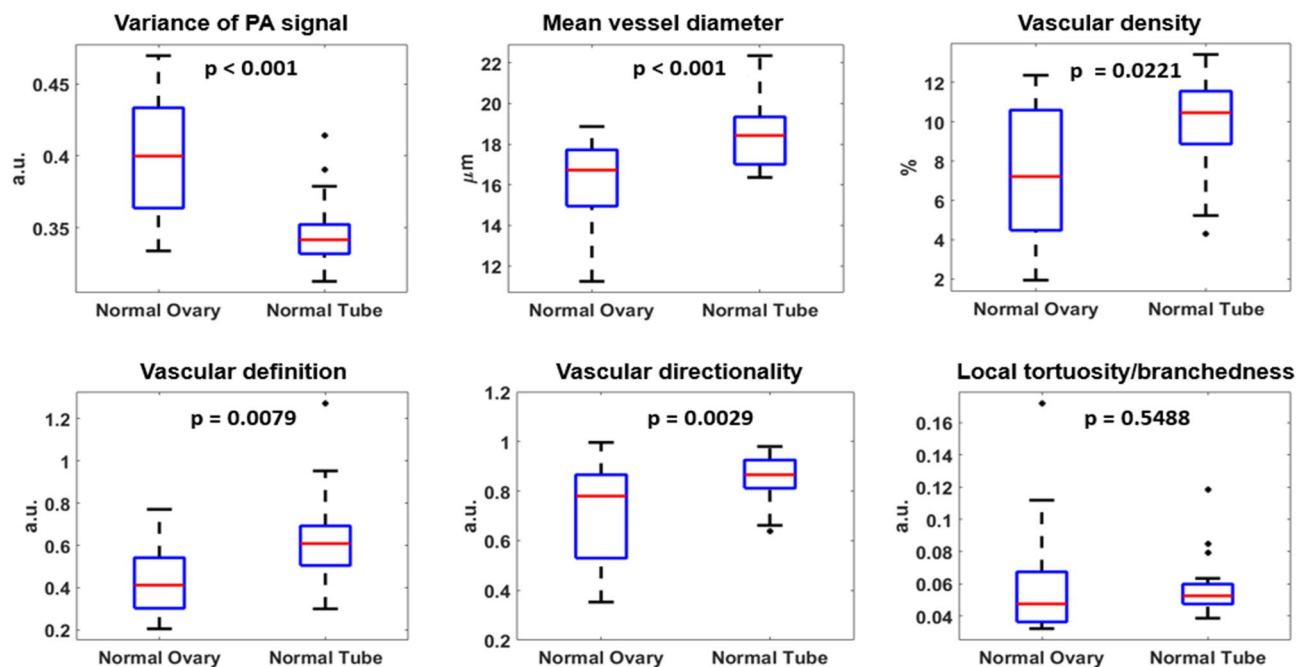 Variance of PA signal
p < 0.001
0.45
0.4
0.35
a.u.
Normal Ovary Normal Tube
Mean vessel diameter
p < 0.001
22
20
18
16
14
12
μm
Normal Ovary Normal Tube
Vascular density
p = 0.0221
12
10
8
6
4
2
%
Normal Ovary Normal Tube
Vascular definition
p = 0.0079
1.2
1
0.8
0.6
0.4
0.2
a.u.
Normal Ovary Normal Tube
Vascular directionality
p = 0.0029
1.2
1
0.8
0.6
0.4
0.2
a.u.
Normal Ovary Normal Tube
Local tortuosity/branchedness
p = 0.5488
0.16
0.14
0.12
0.1
0.08
0.06
0.04
a.u.
Normal Ovary Normal Tube